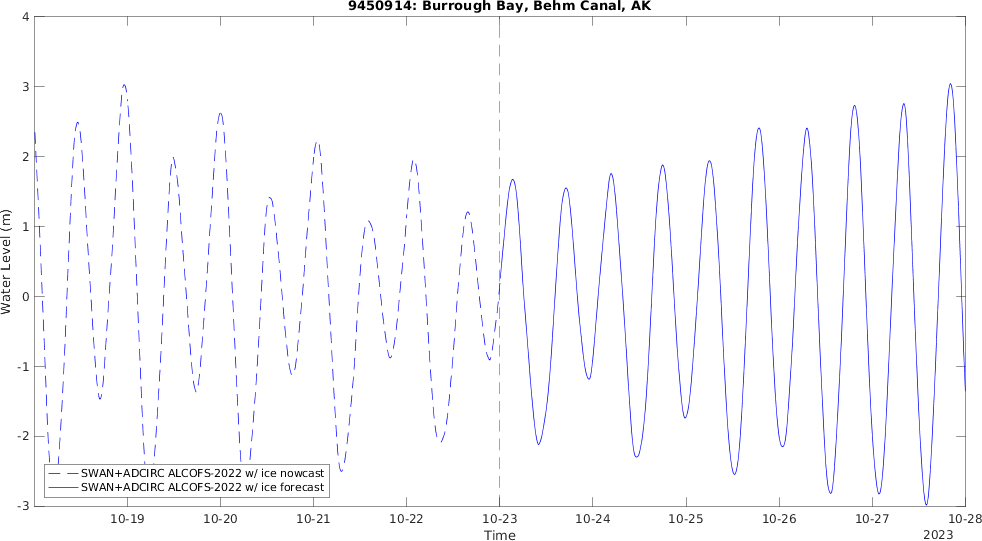 9450914: Burrough Bay, Behm Canal, AK
4
3
2
1
0
-1
-2
-3
Water Level (m)
SWAN+ADCIRC ALCOFS-2022 w/ ice nowcast
SWAN+ADCIRC ALCOFS-2022 w/ ice forecast
10-19 10-20 10-21 10-22 10-23 10-24 10-25 10-26 10-27 10-28
Time
2023